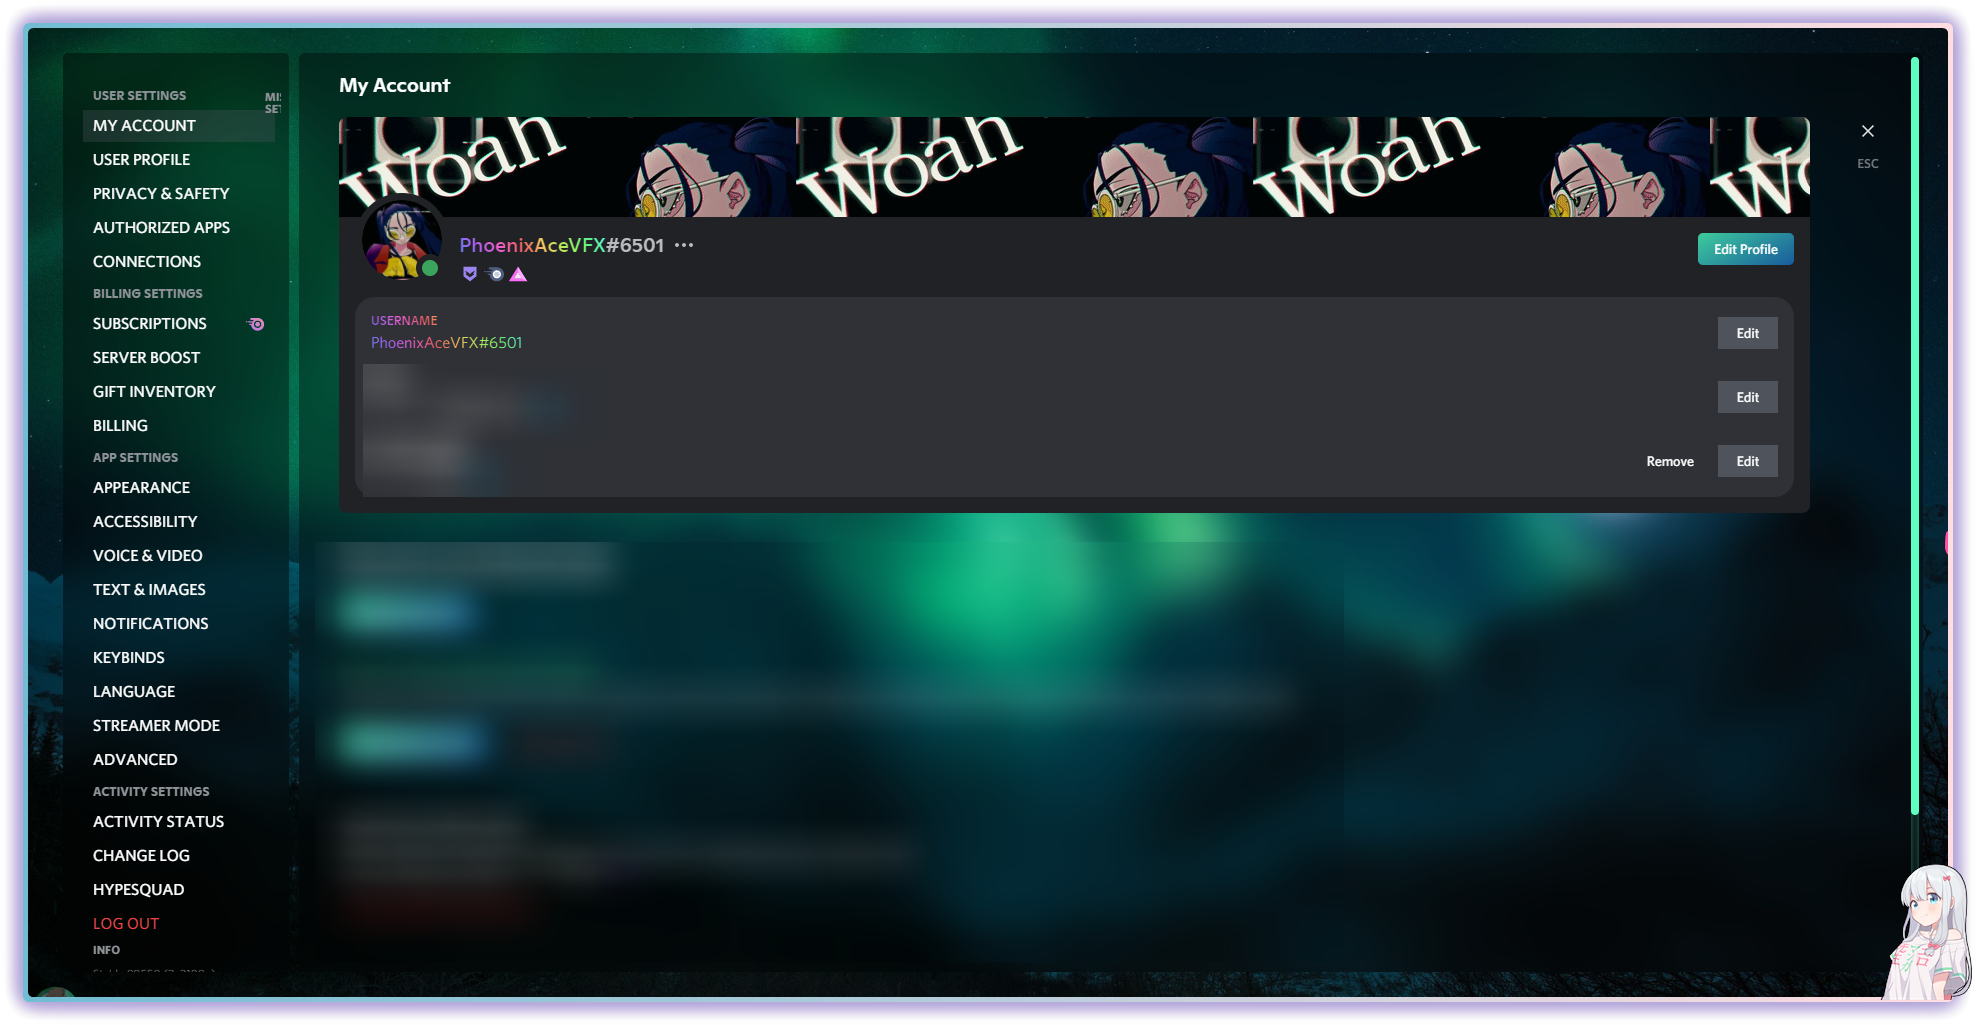 USER SETTINGS
MY ACCOUNT
USER PROFILE
PRIVACY & SAFETY
AUTHORIZED APPS
CONNECTIONS
BILLING SETTINGS
SUBSCRIPTIONS
SERVER BOOST
GIFT INVENTORY
BILLING
APP SETTINGS
APPEARANCE
ACCESSIBILITY
VOICE & VIDEO
TEXT & IMAGES
NOTIFICATIONS
KEYBINDS
LANGUAGE
STREAMER MODE
ADVANCED
ACTIVITY SETTINGS
ACTIVITY STATUS
CHANGE LOG
HYPESQUAD
LOG OUT
INFO
My Account
Woah Woah Woah
PhoenixAceVFX#6501
Edit Profile
USERNAME
PhoenixAceVFX#6501
Edit
Edit
Remove Edit
ESC